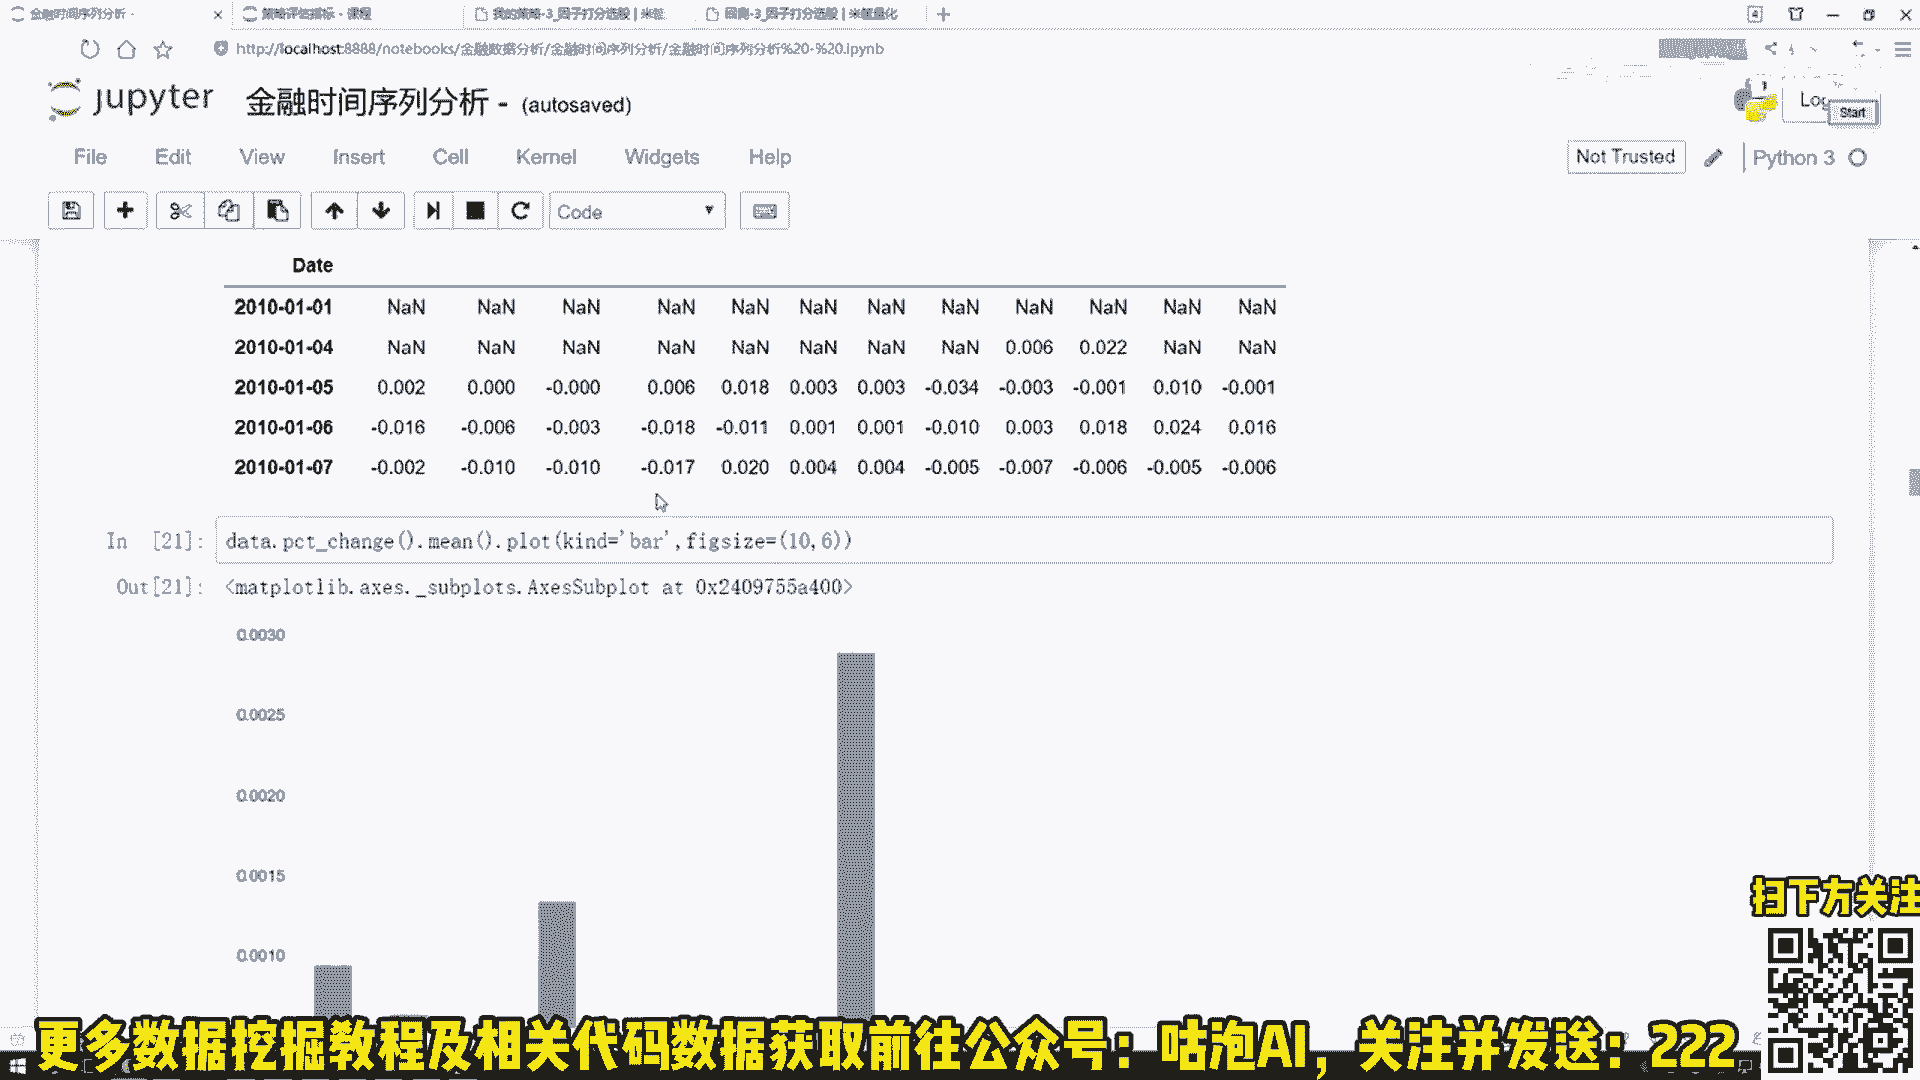 金融时间序列分析 -
策略评估指标 - 课程
我的策略-3_因子打分选股 | 米筐
回测-3_因子打分选股 | 米筐量化
4
http://localhost:8888/notebooks/金融数据分析/金融时间序列分析/金融时间序列分析%20-%20.ipynb
jupyter 金融时间序列分析 - (autosaved)
Start
File Edit View Insert Cell Kernel Widgets Help
Not Trusted
Python 3
Code
Date
2010-01-01 NaN NaN NaN NaN NaN NaN NaN NaN NaN NaN NaN NaN
2010-01-04 NaN NaN NaN NaN NaN NaN NaN NaN 0.006 0.022 NaN NaN
2010-01-05 0.002 0.000 -0.000 0.006 0.018 0.003 0.003 -0.034 -0.003 -0.001 0.010 -0.001
2010-01-06 -0.016 -0.006 -0.003 -0.018 -0.011 0.001 0.001 -0.010 0.003 0.018 0.024 0.016
2010-01-07 -0.002 -0.010 -0.010 -0.017 0.020 0.004 0.004 -0.005 -0.007 -0.006 -0.005 -0.006
In [21]: data.pct_change().mean().plot(kind='bar',figsize=(10,6))
Out[21]: <matplotlib.axes._subplots.AxesSubplot at 0x2409755a400>
0.0030
0.0025
0.0020
0.0015
0.0010
扫下方关注
更多数据挖掘教程及相关代码数据获取前往公众号：咕泡AI，关注并发送：222